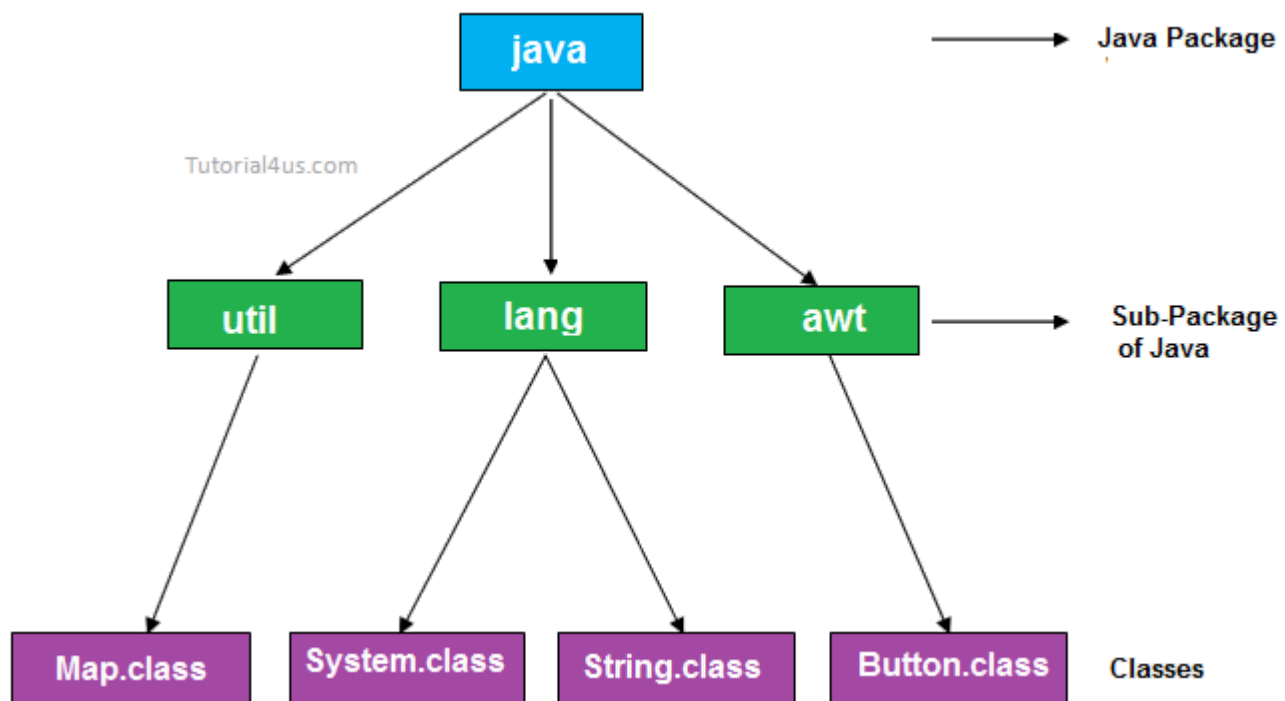 java
Java Package
Tutorial4us.com
util
lang
awt
Sub-Package
of Java
Map.class
System.class
String.class
Button.class
Classes